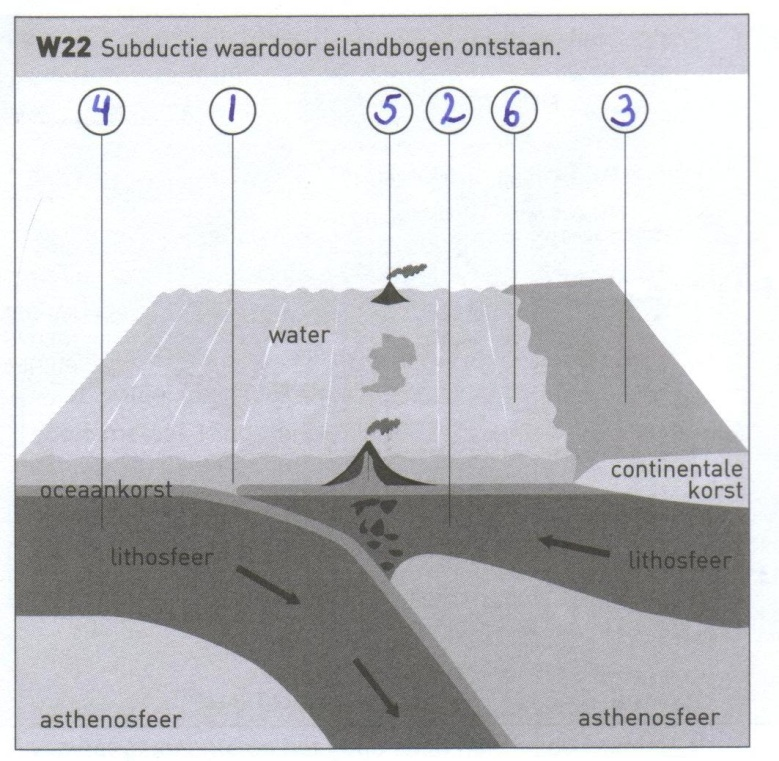 W22 Subductie waardoor eilandbogen ontstaan.
4 1 5 2 6 3
water
continentale
korst
oceaankorst
lithosfeer
lithosfeer
asthenosfeer
asthenosfeer